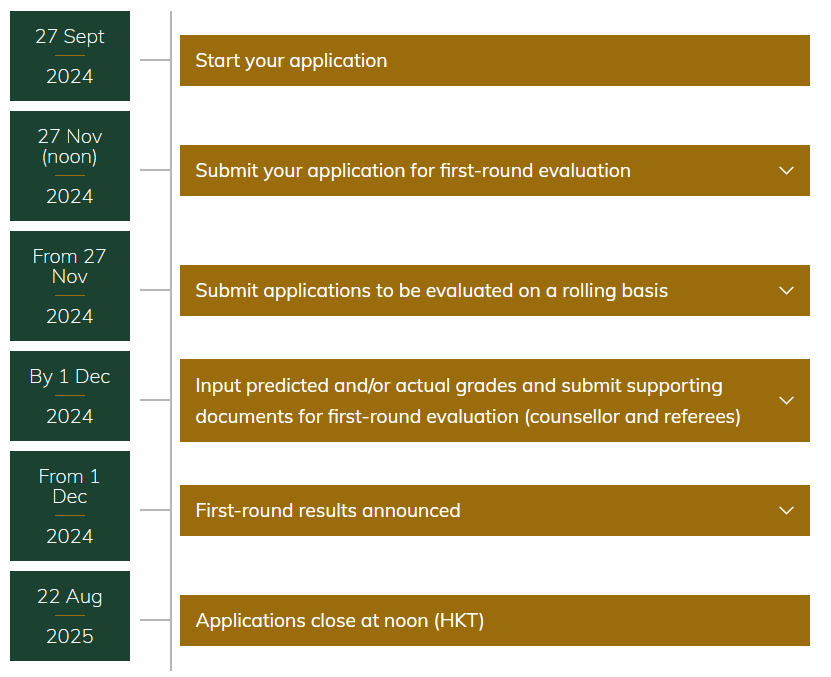 27 Sept
2024
Start your application
27 Nov
(noon)
2024
Submit your application for first-round evaluation
From 27
Nov
2024
Submit applications to be evaluated on a rolling basis
By 1 Dec
2024
Input predicted and/or actual grades and submit supporting
documents for first-round evaluation (counsellor and referees)
From 1
Dec
2024
First-round results announced
22 Aug
2025
Applications close at noon (HKT)